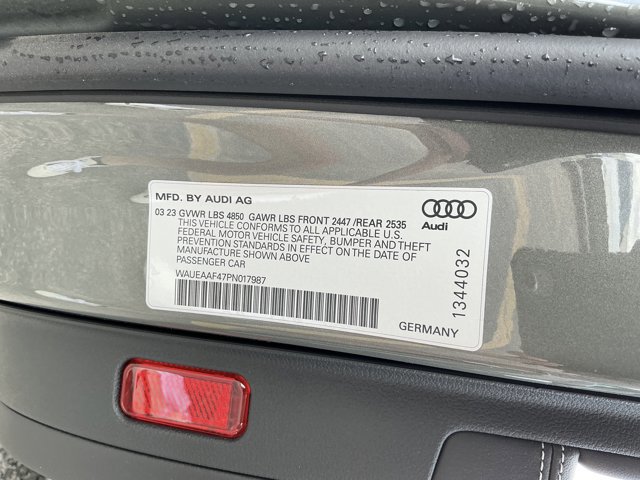 MFD. BY AUDI AG
03 23 GVWR LBS 4850 GAWR LBS FRONT 2447 /REAR 2535
THIS VEHICLE CONFORMS TO ALL APPLICABLE U.S.
FEDERAL MOTOR VEHICLE SAFETY, BUMPER AND THEFT
PREVENTION STANDARDS IN EFFECT ON THE DATE OF
MANUFACTURE SHOWN ABOVE
PASSENGER CAR
WAUEAAF47PN017987
Audi
1344032
GERMANY